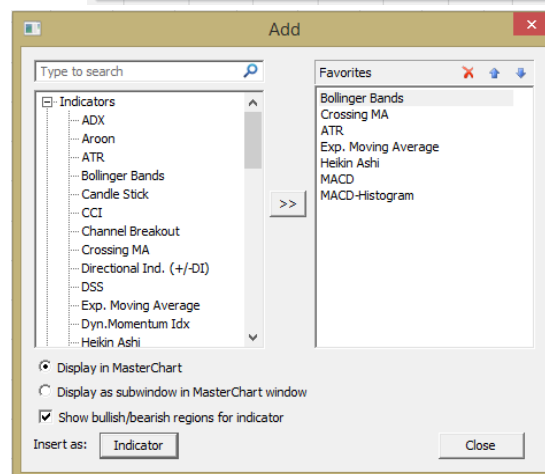 Add
Type to search
Indicators
ADX
Aroon
ATR
Bollinger Bands
Candle Stick
CCI
Channel Breakout
Crossing MA
Directional Ind. (+/-DI)
DSS
Exp. Moving Average
Dyn.Momentum Idx
Heikin Ashi
>>
Favorites
Bollinger Bands
Crossing MA
ATR
Exp. Moving Average
Heikin Ashi
MACD
MACD-Histogram
Display in MasterChart
Display as subwindow in MasterChart window
Show bullish/bearish regions for indicator
Insert as: Indicator Close